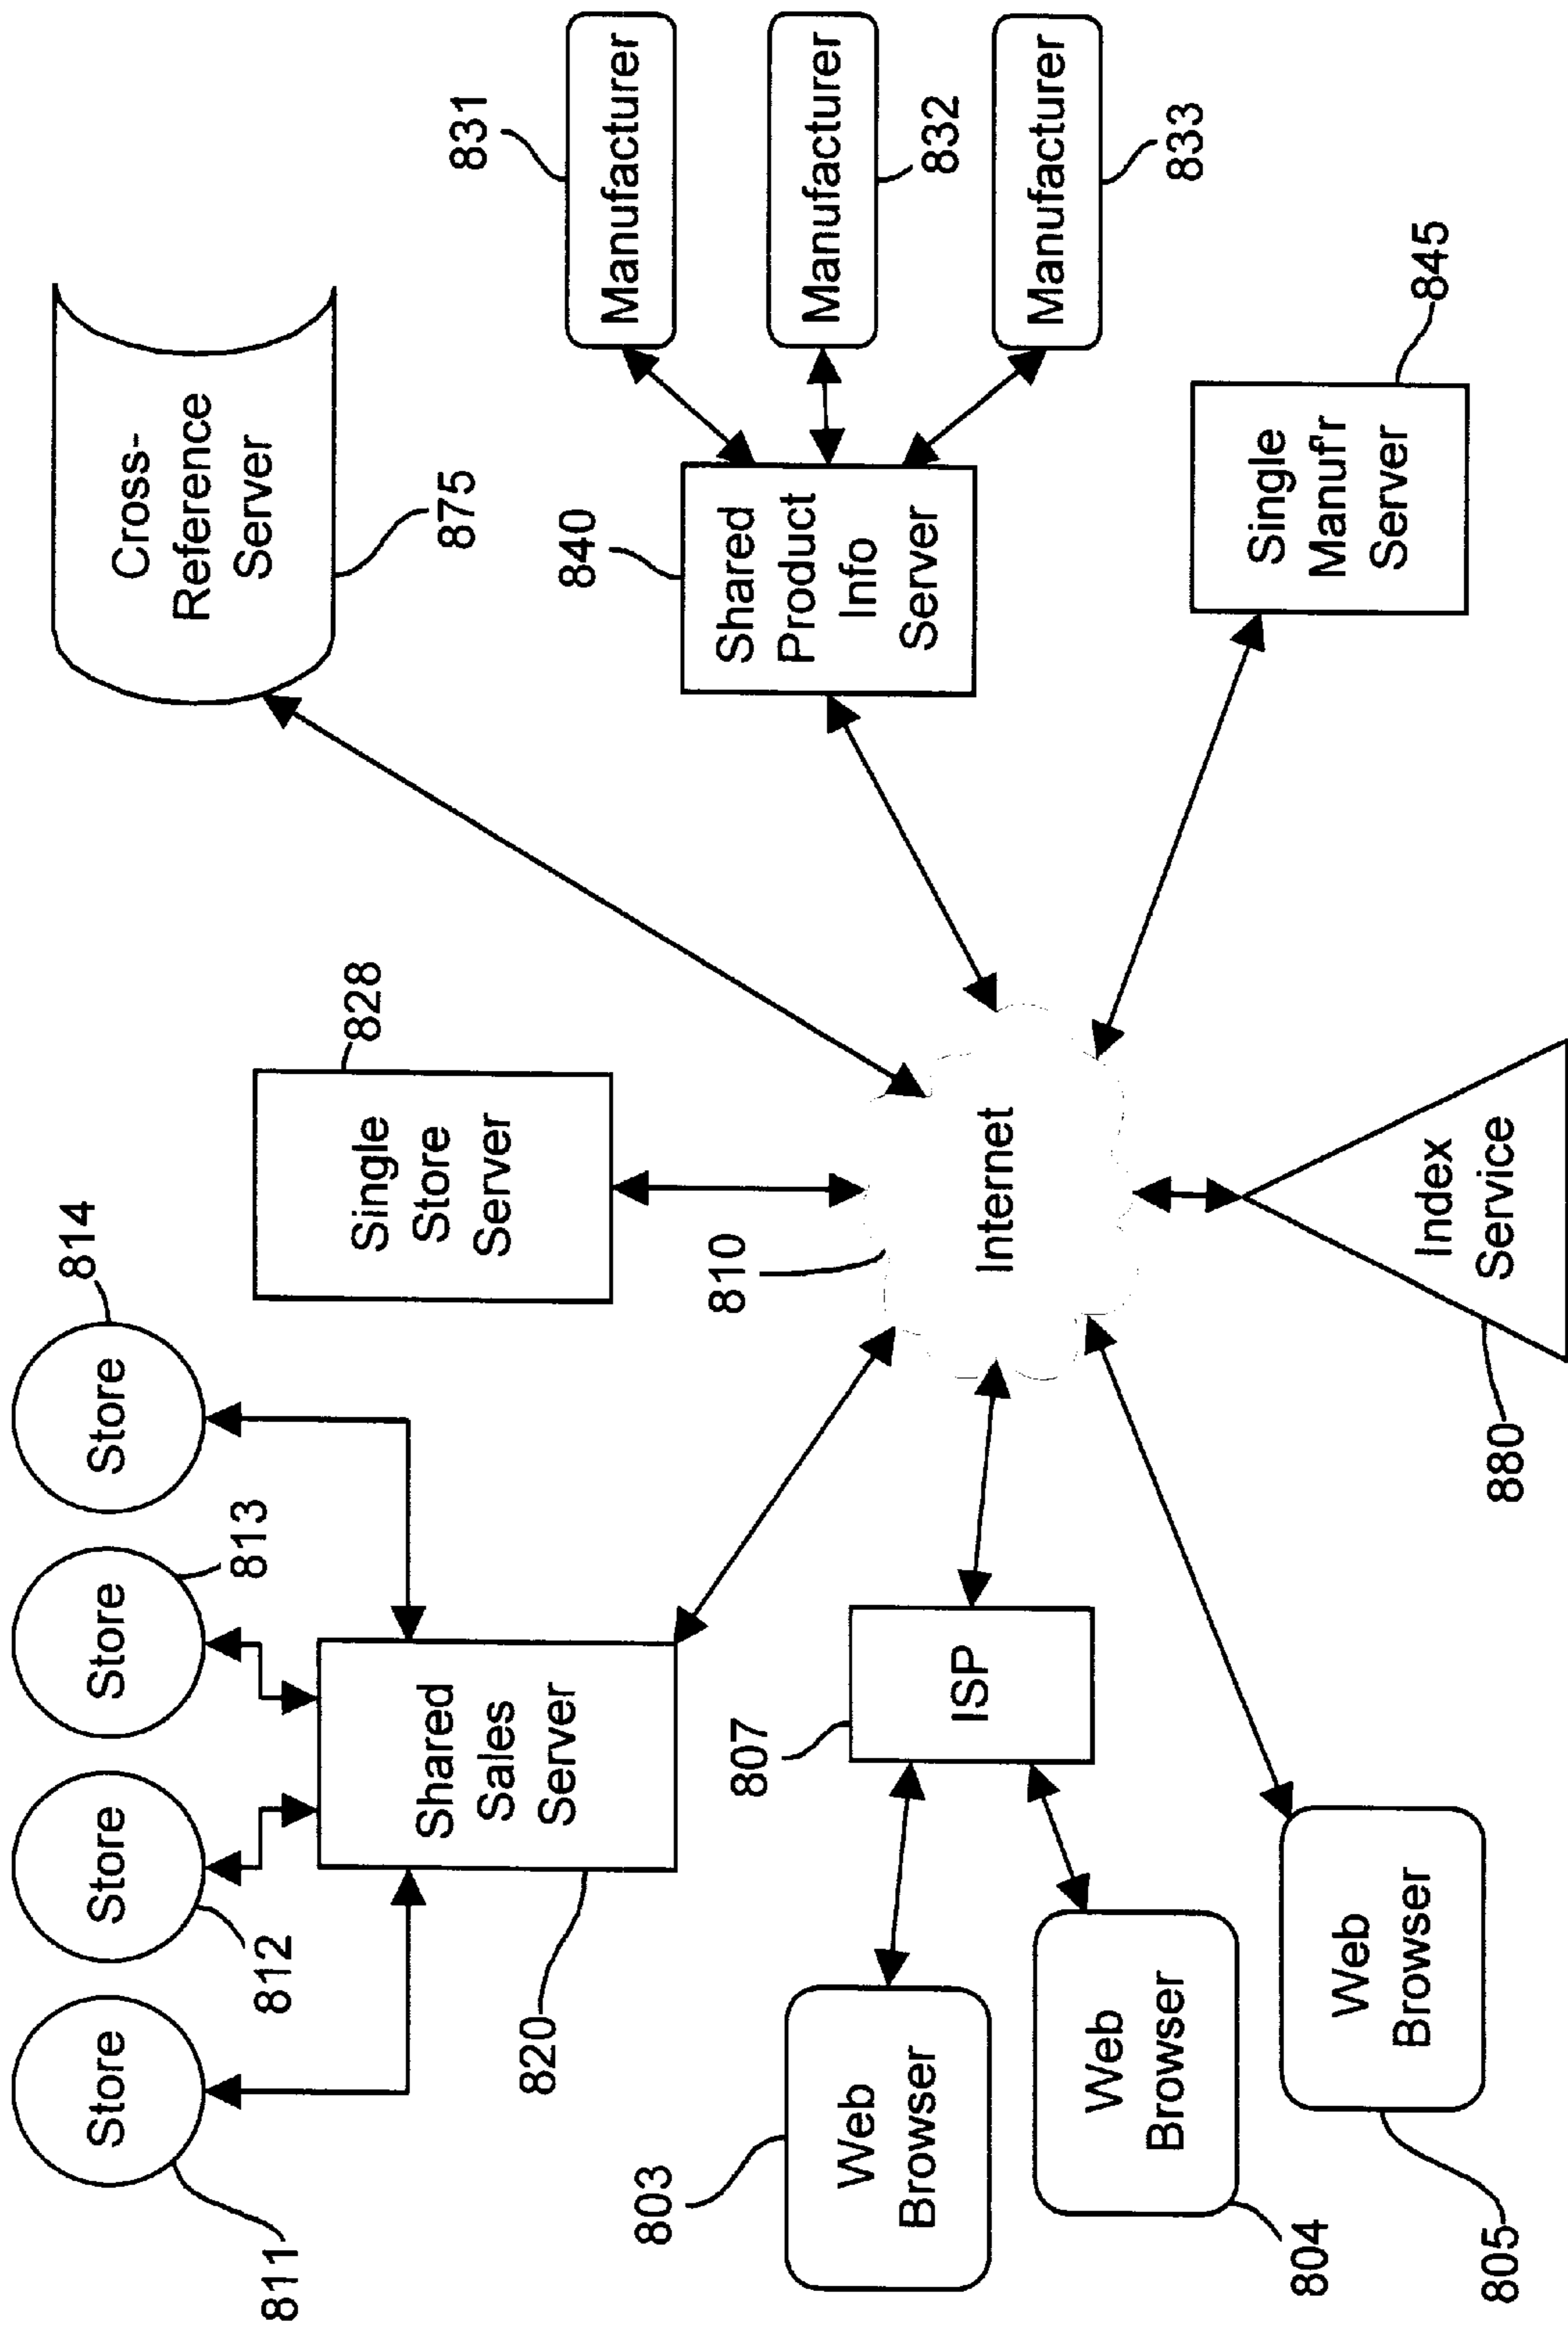 811
812
813
814
Store
Store
Store
Store
820
Shared
Sales
Server
828
Single
Store
Server
875
Cross-
Reference
Server
810
Internet
803
Web
Browser
804
Web
Browser
805
Web
Browser
807
ISP
880
Index
Service
840
Shared
Product
Info
Server
831
Manufacturer
832
Manufacturer
833
Manufacturer
845
Single
Manuf'r
Server